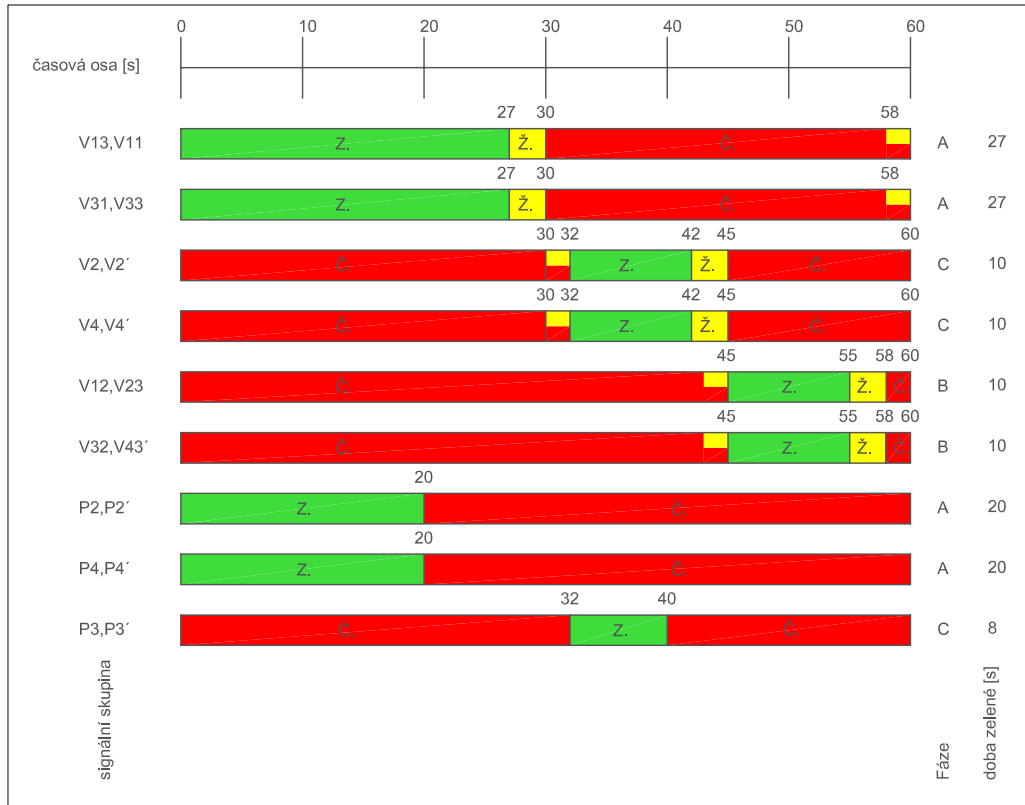 0 10 20 30 40 50 60
časová osa [s]
27 30 58
V13,V11 Z. Ž. Č. A 27
27 30 58
V31,V33 Z. Ž. Č. A 27
30 32 42 45 60
V2,V2´ Č. Z. Ž. Č. C 10
30 32 42 45 60
V4,V4´ Č. Z. Ž. Č. C 10
45 55 58 60
V12,V23 Č. Z. Ž. Č. B 10
45 55 58 60
V32,V43´ Č. Z. Ž. Č. B 10
20
P2,P2´ Z. Č. A 20
20
P4,P4´ Z. Č. A 20
32 40
P3,P3´ Č. Z. Č. C 8
signální skupina
Fáze
doba zelené [s]